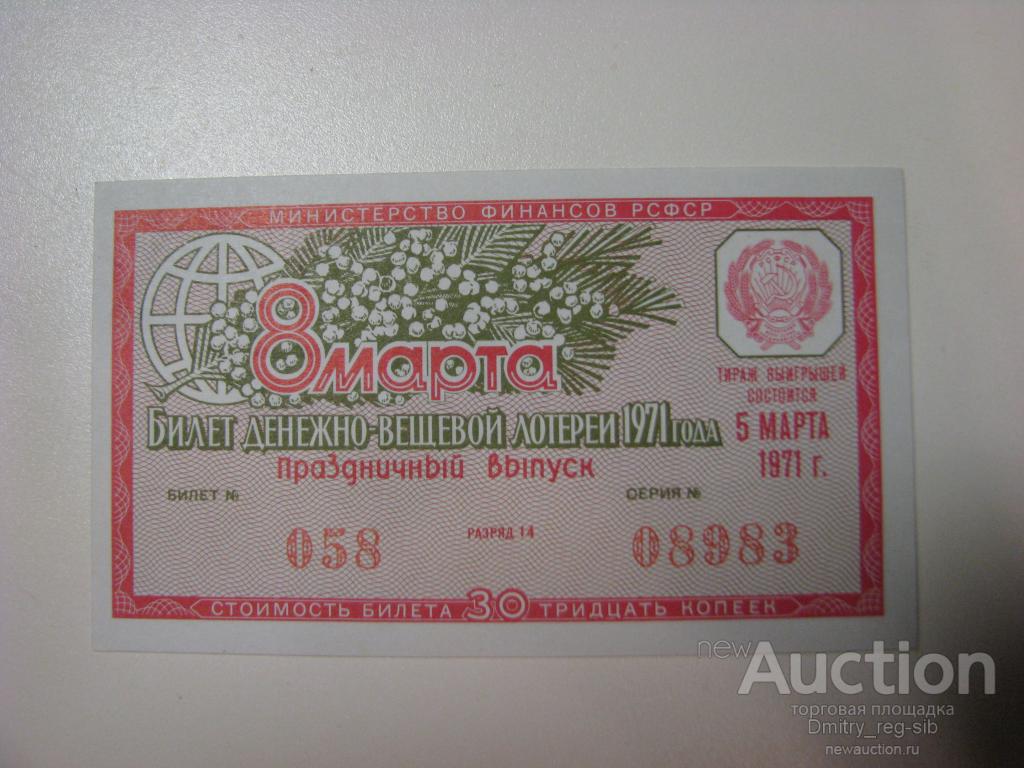 МИНИСТЕРСТВО ФИНАНСОВ РСФСР
РСФСР
8 марта
ТИРАЖ ВЫИГРЫШЕЙ
СОСТОИТСЯ
5 МАРТА
1971 г.
БИЛЕТ ДЕНЕЖНО-ВЕЩЕВОЙ ЛОТЕРЕИ 1971 ГОДА
Праздничный выпуск
БИЛЕТ №
СЕРИЯ №
058
РАЗРЯД 14
08983
СТОИМОСТЬ БИЛЕТА 30 ТРИДЦАТЬ КОПЕЕК
newAuction
торговая площадка
Dmitry_reg-sib
newauction.ru